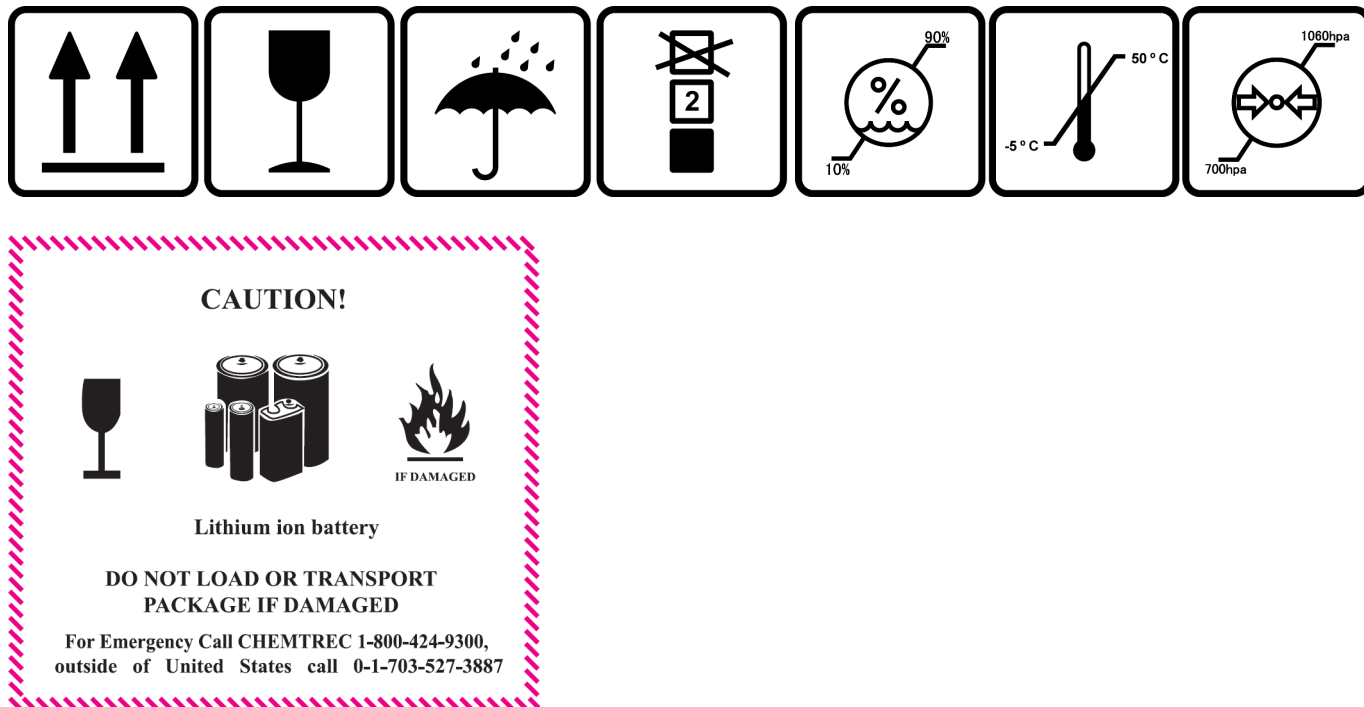 2
90%
10%
50 º C
-5 º C
1060hpa
700hpa
CAUTION!
IF DAMAGED
Lithium ion battery
DO NOT LOAD OR TRANSPORT
PACKAGE IF DAMAGED
For Emergency Call CHEMTREC 1-800-424-9300,
outside of United States call 0-1-703-527-3887